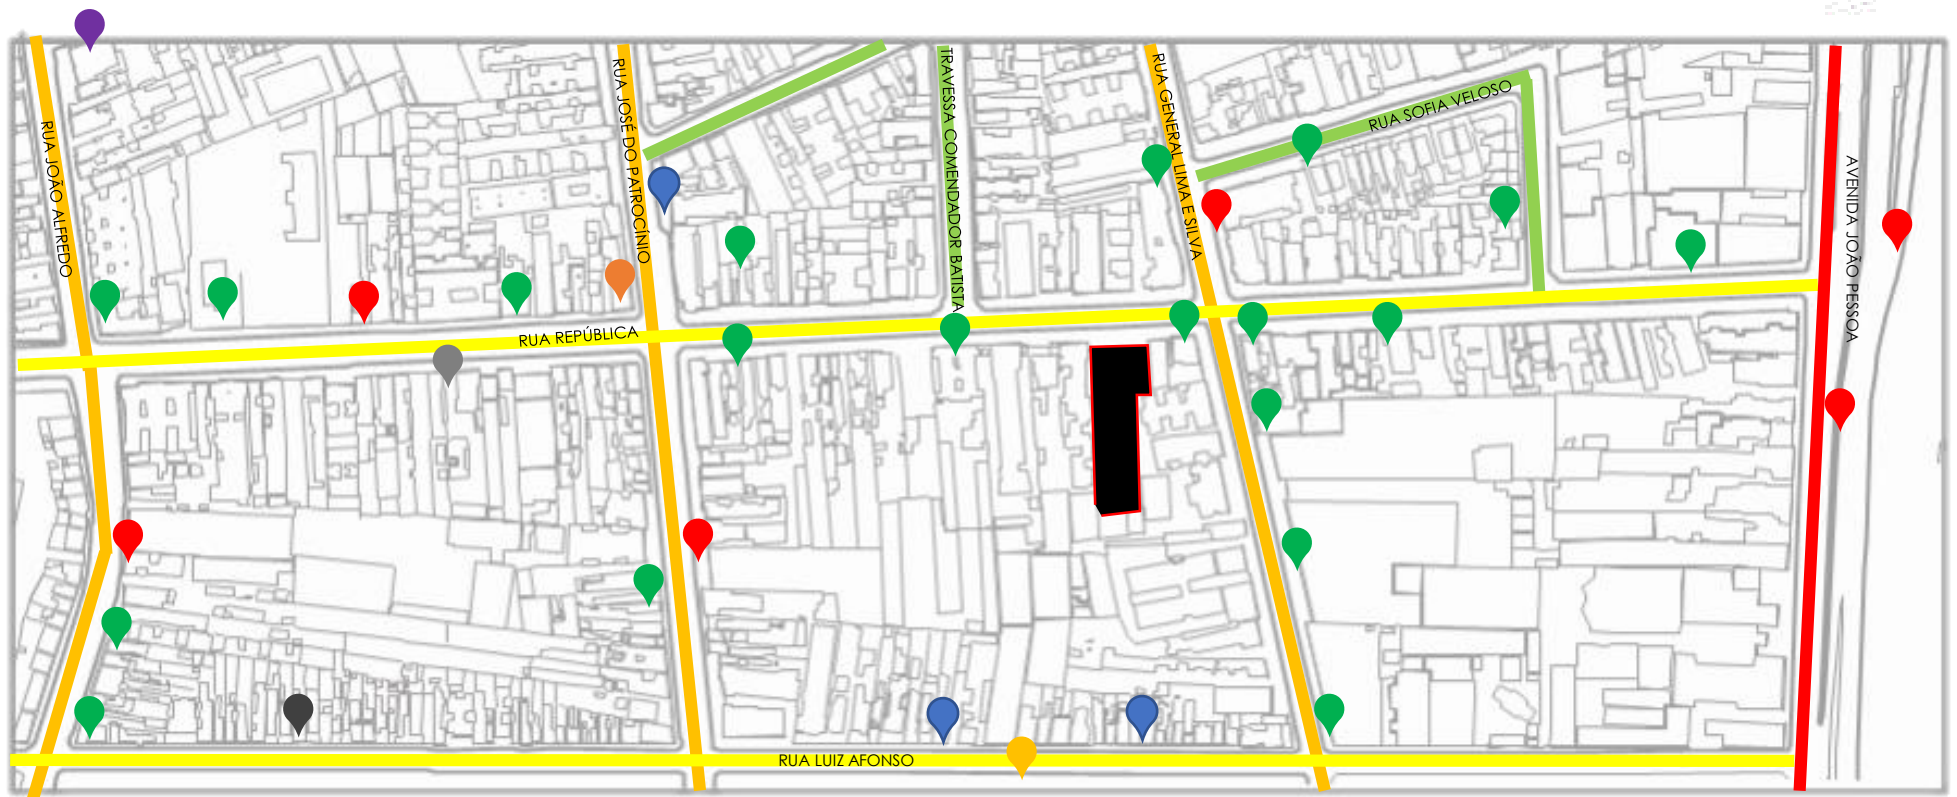 RUA JOÃO ALFREDO
RUA JOSÉ DO PATROCÍNIO
TRAVESSA COMENDADOR BATISTA
RUA GENERAL LIMA E SILVA
RUA SOFIA VELOSO
AVENIDA JOÃO PESSOA
RUA REPÚBLICA
RUA LUIZ AFONSO